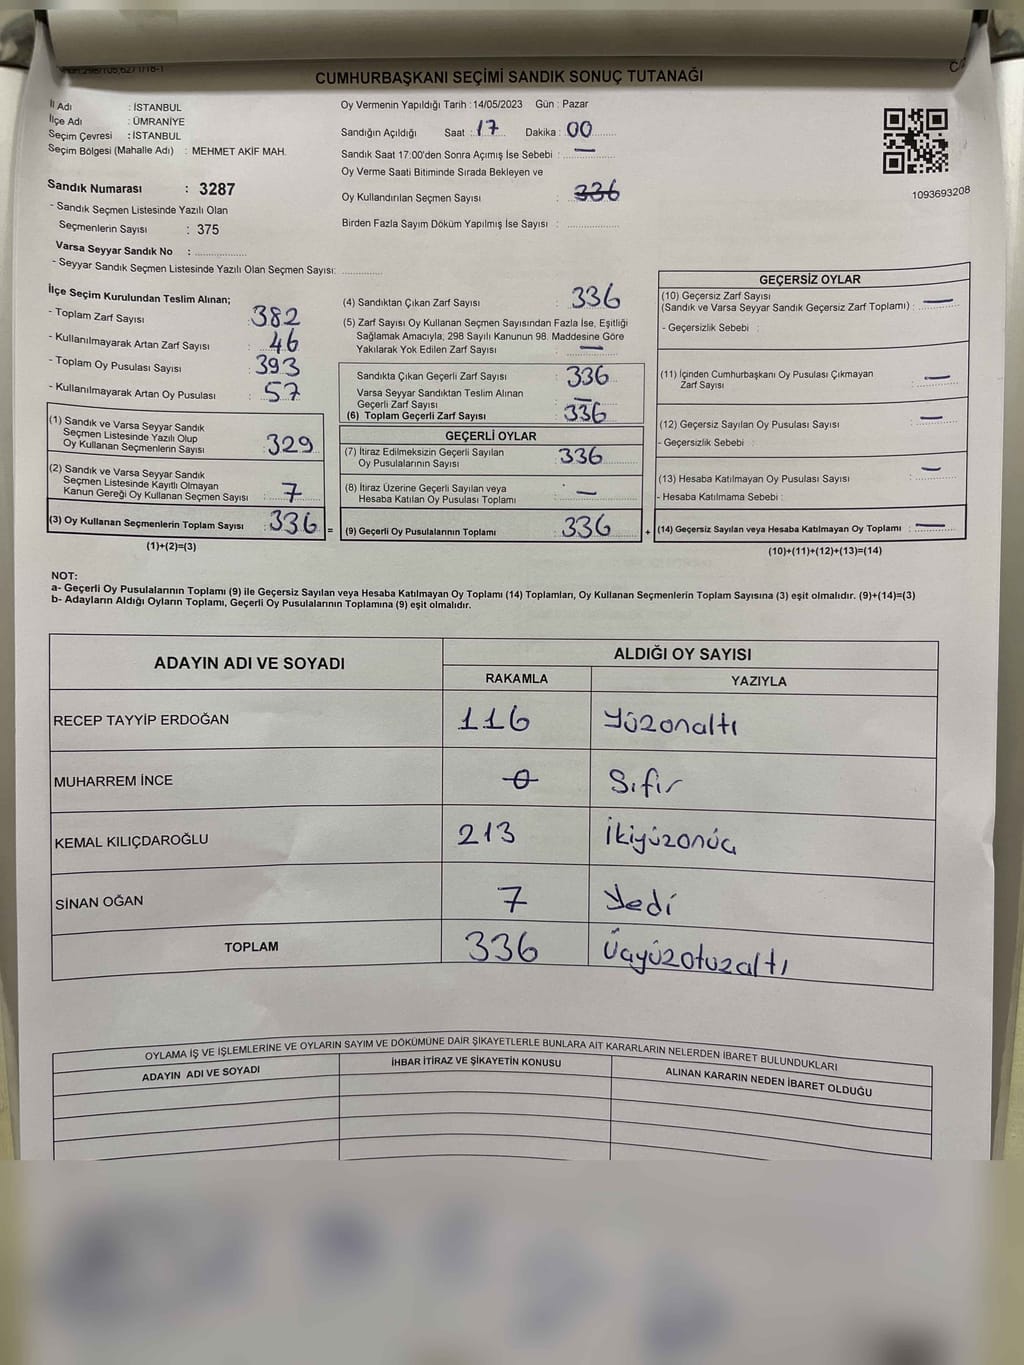 CUMHURBAŞKANI SEÇİMİ SANDIK SONUÇ TUTANAĞI
İl Adı : İSTANBUL
İlçe Adı : ÜMRANİYE
Seçim Çevresi : İSTANBUL
Seçim Bölgesi (Mahalle Adı) : MEHMET AKİF MAH.
Sandık Numarası : 3287
- Sandık Seçmen Listesinde Yazılı Olan
Seçmenlerin Sayısı : 375
Varsa Seyyar Sandık No :
- Seyyar Sandık Seçmen Listesinde Yazılı Olan Seçmen Sayısı:
Oy Vermenin Yapıldığı Tarih : 14/05/2023 Gün : Pazar
Sandığın Açıldığı Saat : 17 Dakika : 00
Sandık Saat 17:00'den Sonra Açımış İse Sebebi : —
Oy Verme Saati Bitiminde Sırada Bekleyen ve
Oy Kullandırılan Seçmen Sayısı : 336
Birden Fazla Sayım Döküm Yapılmış İse Sayısı :
1093693208
İlçe Seçim Kurulundan Teslim Alınan;
- Toplam Zarf Sayısı : 382
- Kullanılmayarak Artan Zarf Sayısı : 46
- Toplam Oy Pusulası Sayısı : 393
- Kullanılmayarak Artan Oy Pusulası : 57
(1) Sandık ve Varsa Seyyar Sandık
Seçmen Listesinde Yazılı Olup
Oy Kullanan Seçmenlerin Sayısı : 329
(2) Sandık ve Varsa Seyyar Sandık
Seçmen Listesinde Kayıtlı Olmayan
Kanun Gereği Oy Kullanan Seçmen Sayısı : 7
(3) Oy Kullanan Seçmenlerin Toplam Sayısı : 336 =
(1)+(2)=(3)
(4) Sandıktan Çıkan Zarf Sayısı : 336
(5) Zarf Sayısı Oy Kullanan Seçmen Sayısından Fazla İse, Eşitliği
Sağlamak Amacıyla; 298 Sayılı Kanunun 98. Maddesine Göre
Yakılarak Yok Edilen Zarf Sayısı : —
Sandıkta Çıkan Geçerli Zarf Sayısı : 336
Varsa Seyyar Sandıktan Teslim Alınan
Geçerli Zarf Sayısı : —
(6) Toplam Geçerli Zarf Sayısı : 336
GEÇERLİ OYLAR
(7) İtiraz Edilmeksizin Geçerli Sayılan
Oy Pusulalarının Sayısı : 336
(8) İtiraz Üzerine Geçerli Sayılan veya
Hesaba Katılan Oy Pusulası Toplamı : —
(9) Geçerli Oy Pusulalarının Toplamı : 336 +
GEÇERSİZ OYLAR
(10) Geçersiz Zarf Sayısı
(Sandık ve Varsa Seyyar Sandık Geçersiz Zarf Toplamı) : —
- Geçersizlik Sebebi :
(11) İçinden Cumhurbaşkanı Oy Pusulası Çıkmayan
Zarf Sayısı : —
(12) Geçersiz Sayılan Oy Pusulası Sayısı : —
- Geçersizlik Sebebi :
(13) Hesaba Katılmayan Oy Pusulası Sayısı : —
- Hesaba Katılmama Sebebi :
(14) Geçersiz Sayılan veya Hesaba Katılmayan Oy Toplamı : —
(10)+(11)+(12)+(13)=(14)
NOT:
a- Geçerli Oy Pusulalarının Toplamı (9) ile Geçersiz Sayılan veya Hesaba Katılmayan Oy Toplamı (14) Toplamları, Oy Kullanan Seçmenlerin Toplam Sayısına (3) eşit olmalıdır. (9)+(14)=(3)
b- Adayların Aldığı Oyların Toplamı, Geçerli Oy Pusulalarının Toplamına (9) eşit olmalıdır.
ADAYIN ADI VE SOYADI ALDIĞI OY SAYISI
RAKAMLA YAZIYLA
RECEP TAYYİP ERDOĞAN 116 Yüzonaltı
MUHARREM İNCE 0 Sıfır
KEMAL KILIÇDAROĞLU 213 İkiyüzonüç
SİNAN OĞAN 7 Yedi
TOPLAM 336 Üçyüzotuzaltı
OYLAMA İŞ VE İŞLEMLERİNE VE OYLARIN SAYIM VE DÖKÜMÜNE DAİR ŞİKAYETLERLE BUNLARA AİT KARARLARIN NELERDEN İBARET BULUNDUKLARI
ADAYIN ADI VE SOYADI İHBAR İTİRAZ VE ŞİKAYETİN KONUSU ALINAN KARARIN NEDEN İBARET OLDUĞU